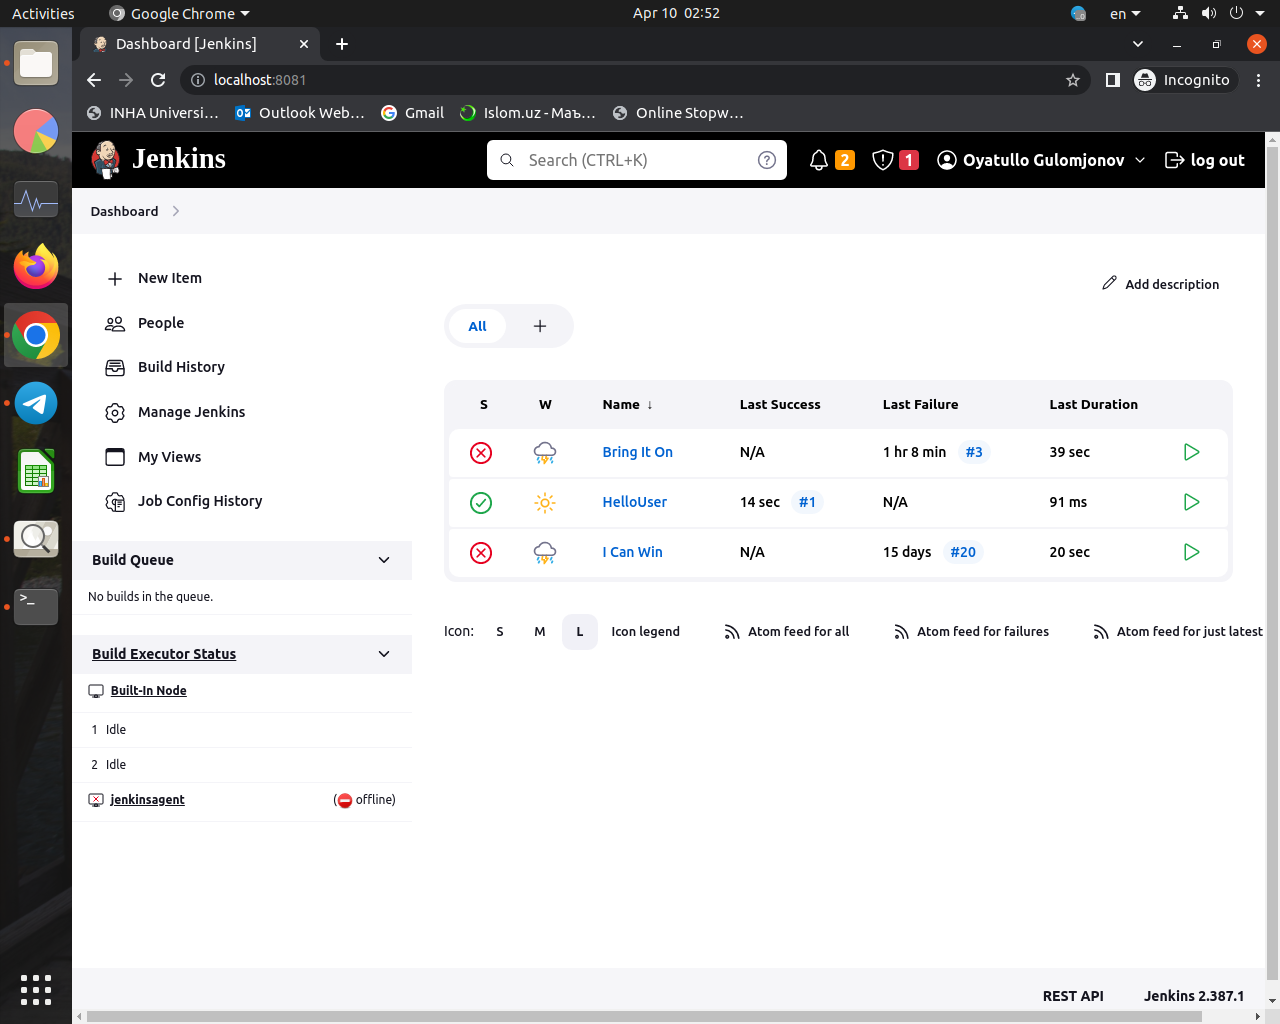 Activities
Google Chrome
Apr 10 02:52
en
Dashboard [Jenkins]
localhost:8081
Incognito
INHA Universi...
Outlook Web...
Gmail
Islom.uz - Маъ...
Online Stopw...
Jenkins
Search (CTRL+K)
2
1
Oyatullo Gulomjonov
log out
Dashboard
New Item
People
Build History
Manage Jenkins
My Views
Job Config History
Build Queue
No builds in the queue.
Build Executor Status
Built-In Node
1 Idle
2 Idle
jenkinsagent (offline)
Add description
All +
S W Name ↓ Last Success Last Failure Last Duration
Bring It On N/A 1 hr 8 min #3 39 sec
HelloUser 14 sec #1 N/A 91 ms
I Can Win N/A 15 days #20 20 sec
Icon: S M L Icon legend Atom feed for all Atom feed for failures Atom feed for just latest
REST API Jenkins 2.387.1